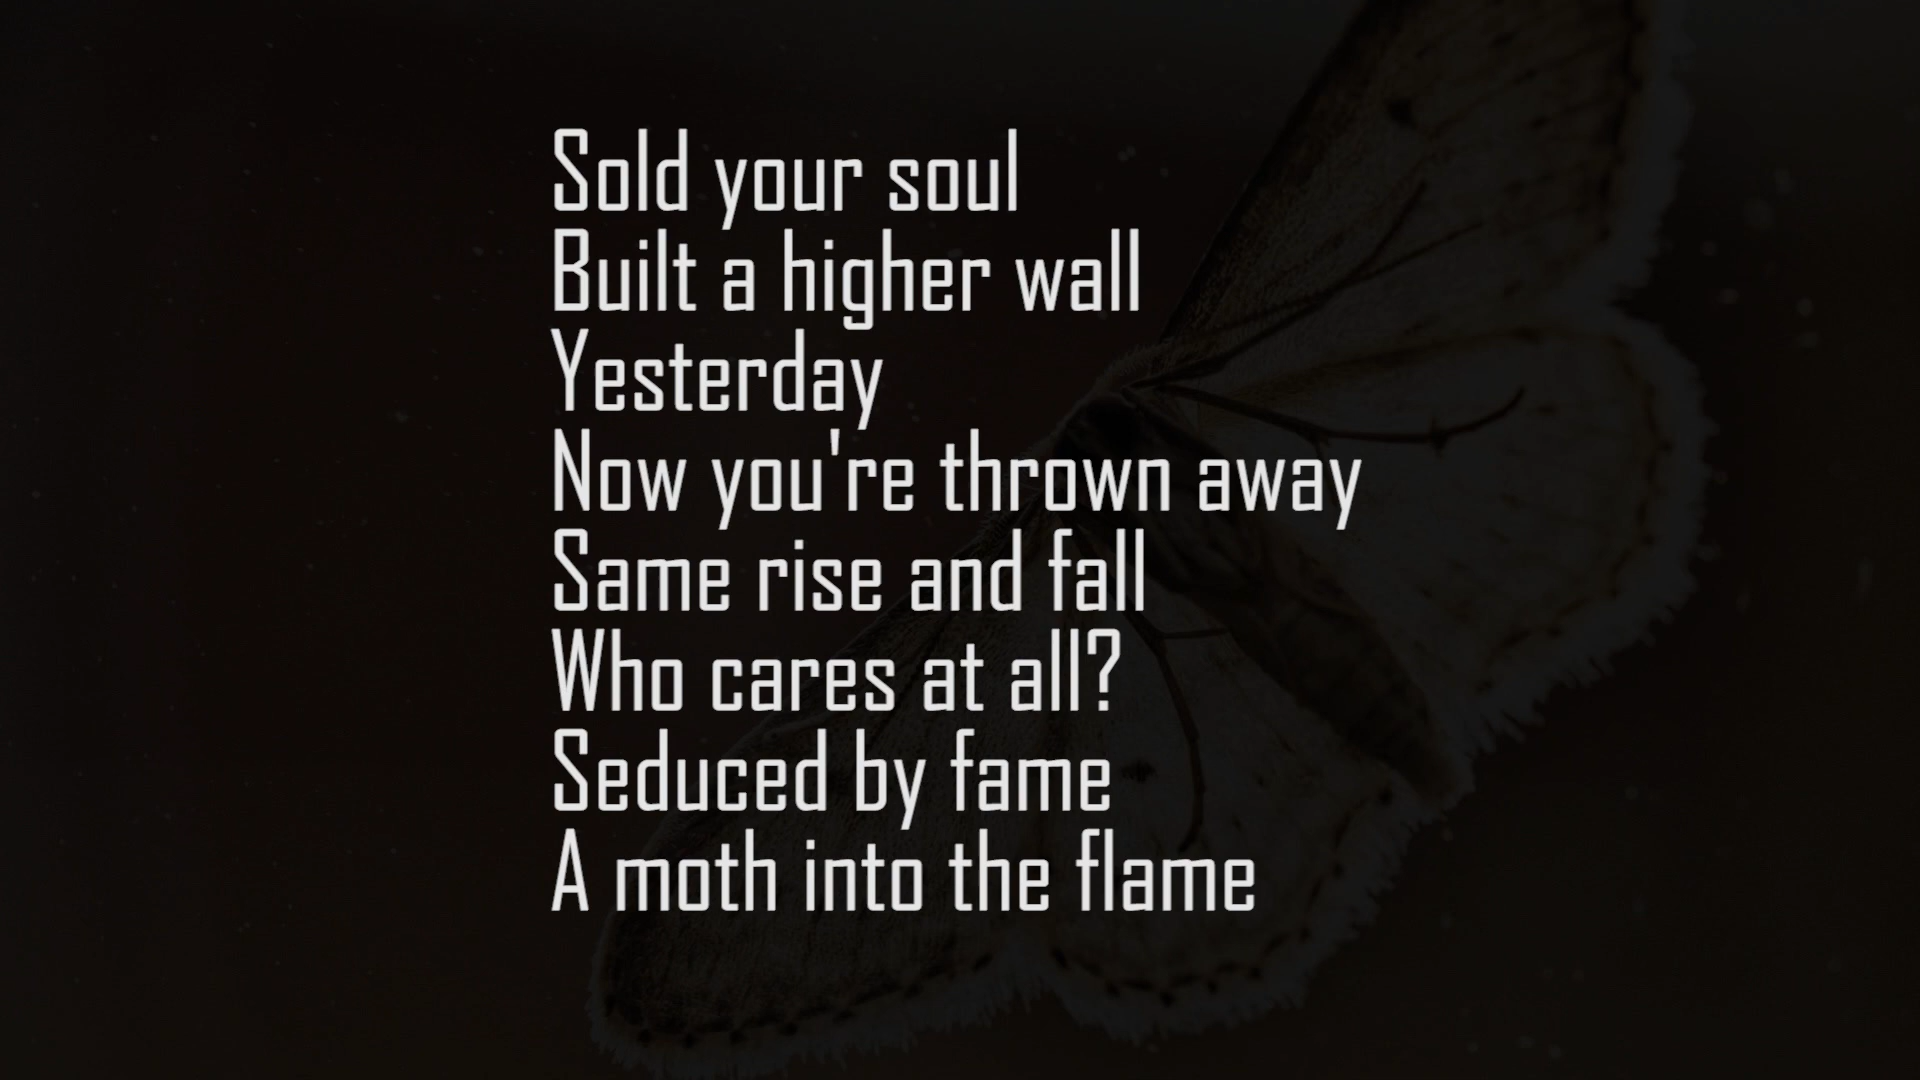 Sold your soul
Built a higher wall
Yesterday
Now you're thrown away
Same rise and fall
Who cares at all?
Seduced by fame
A moth into the flame